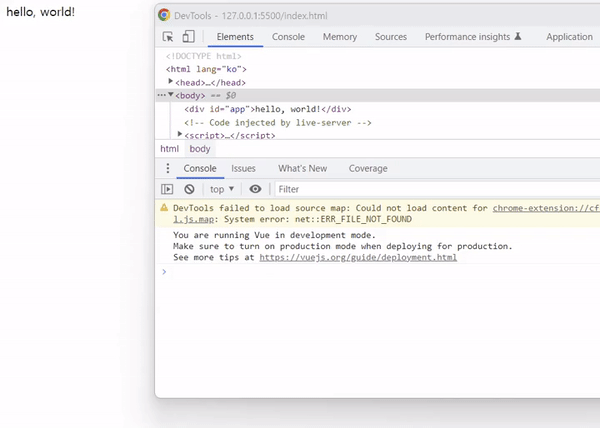 hello, world!
DevTools - 127.0.0.1:5500/index.html
Elements Console Memory Sources Performance insights Application
<!DOCTYPE html>
<html lang="ko">
<head>…</head>
<body> == $0
<div id="app">hello, world!</div>
<!-- Code injected by live-server -->
<script>…</script>
html body
Console Issues What's New Coverage
top Filter
DevTools failed to load source map: Could not load content for chrome-extension://cf
l.js.map: System error: net::ERR_FILE_NOT_FOUND
You are running Vue in development mode.
Make sure to turn on production mode when deploying for production.
See more tips at https://vuejs.org/guide/deployment.html